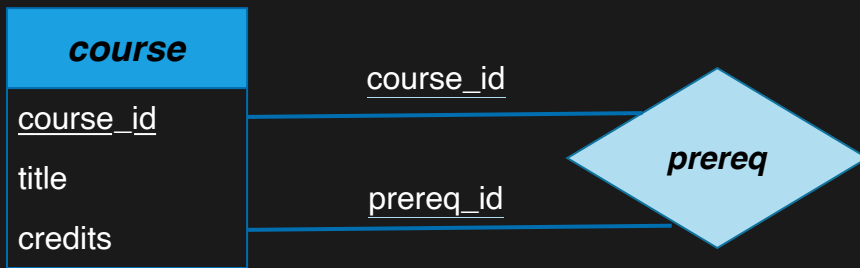 course
course_id
course_id
prereq
title
prereq_id
credits